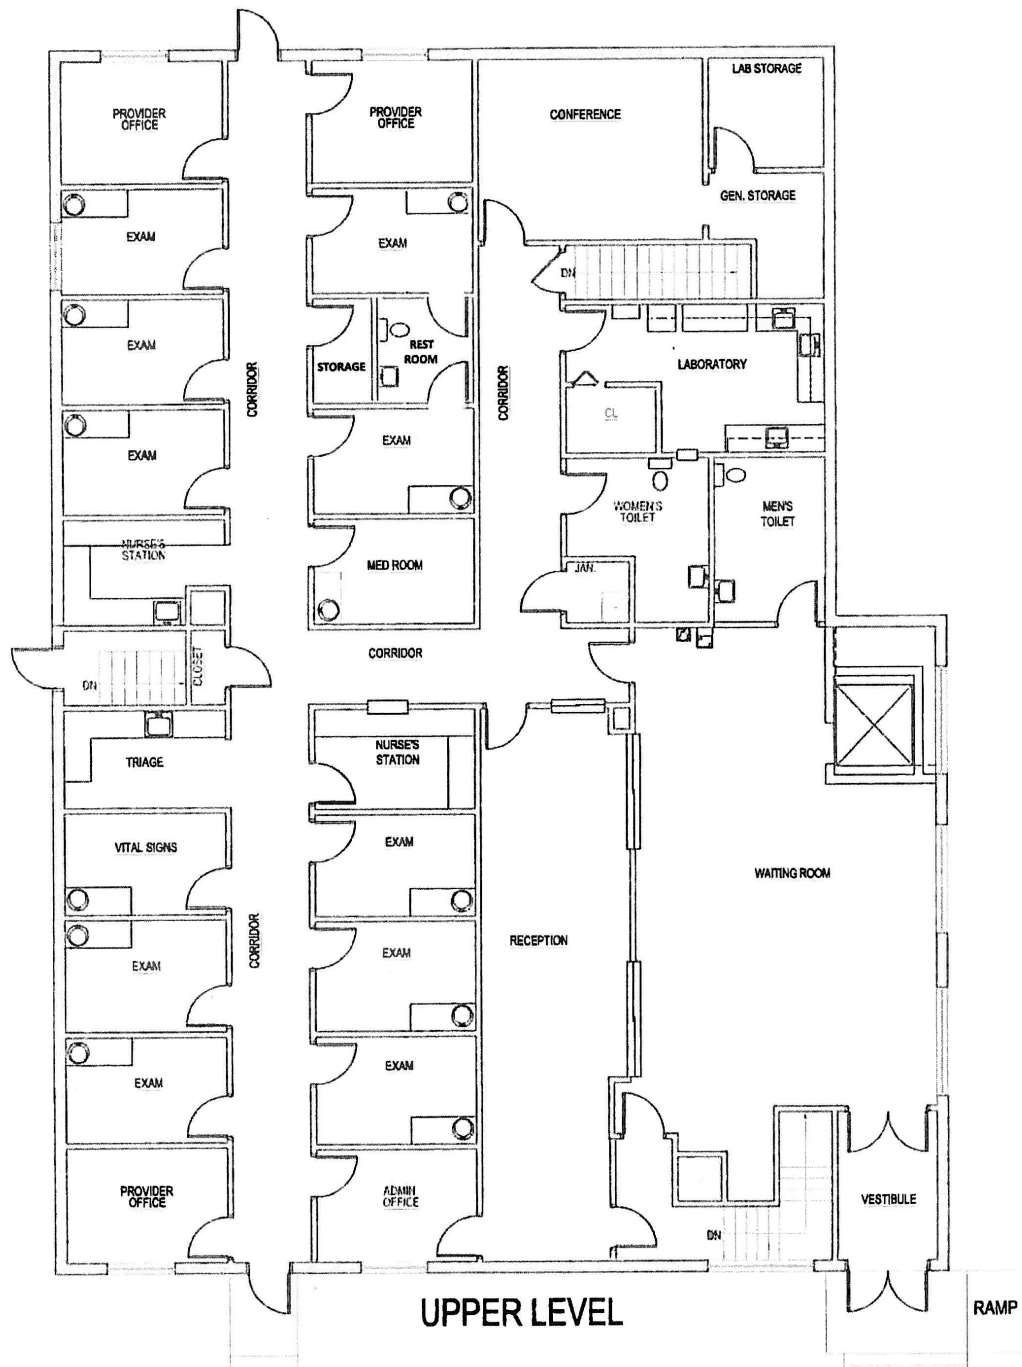 LAB STORAGE
PROVIDER
OFFICE
PROVIDER
OFFICE
CONFERENCE
GEN. STORAGE
EXAM
EXAM
DN
EXAM
STORAGE
REST
ROOM
LABORATORY
CORRIDOR
CORRIDOR
CL
EXAM
EXAM
WOMEN'S
TOILET
MEN'S
TOILET
NURSE'S
STATION
MED ROOM
JAN.
CORRIDOR
CLOSET
DN
NURSE'S
STATION
TRIAGE
VITAL SIGNS
EXAM
WAITING ROOM
CORRIDOR
RECEPTION
EXAM
EXAM
EXAM
EXAM
PROVIDER
OFFICE
ADMIN
OFFICE
VESTIBULE
DN
UPPER LEVEL
RAMP